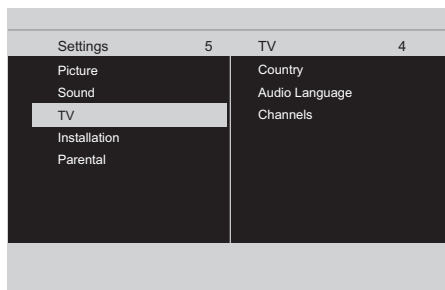 Settings 5 TV 4
Picture Country
Sound Audio Language
TV Channels
Installation
Parental